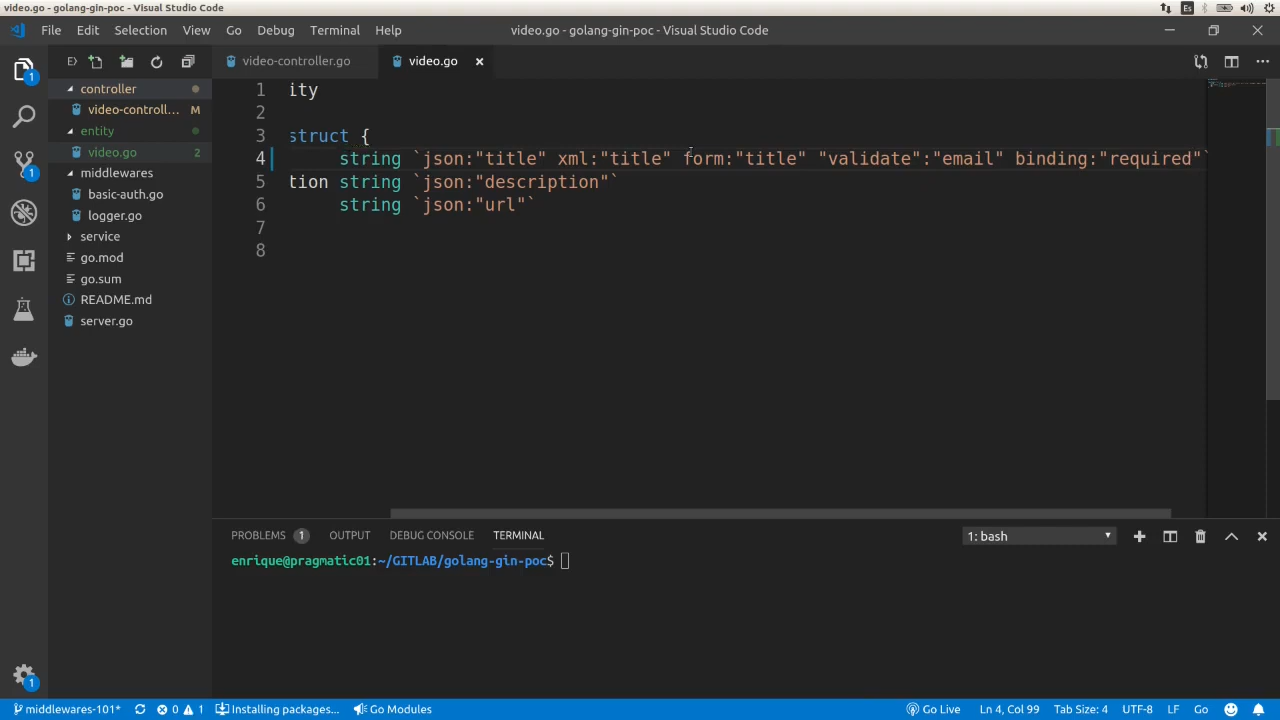 video.go - golang-gin-poc - Visual Studio Code
Es
File Edit Selection View Go Debug Terminal Help
video.go - golang-gin-poc - Visual Studio Code
1
1
1
controller
video-controll... M
entity
video.go 2
middlewares
basic-auth.go
logger.go
service
go.mod
go.sum
README.md
server.go
video-controller.go video.go
1 ity
2
3 struct {
4 string `json:"title" xml:"title" form:"title" "validate":"email" binding:"required"`
5 tion string `json:"description"`
6 string `json:"url"`
7
8
PROBLEMS 1 OUTPUT DEBUG CONSOLE TERMINAL 1: bash
enrique@pragmatic01:~/GITLAB/golang-gin-poc$
middlewares-101* 0 1 Installing packages... Go Modules Go Live Ln 4, Col 99 Tab Size: 4 UTF-8 LF Go